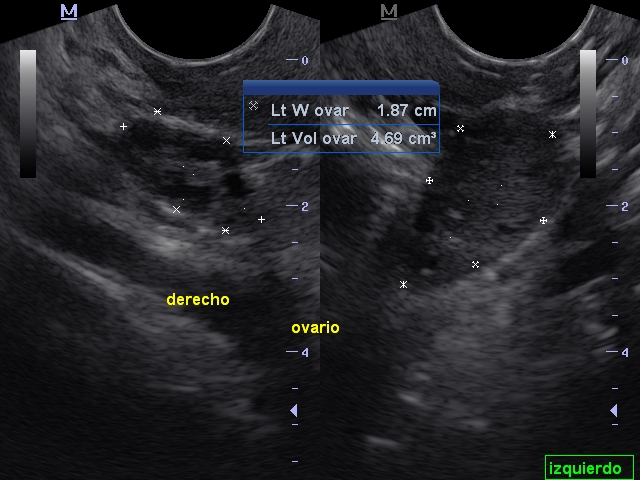 M
M
0
0
Lt W ovar 1.87 cm
Lt Vol ovar 4.69 cm³
2
2
derecho
ovario
4
4
izquierdo